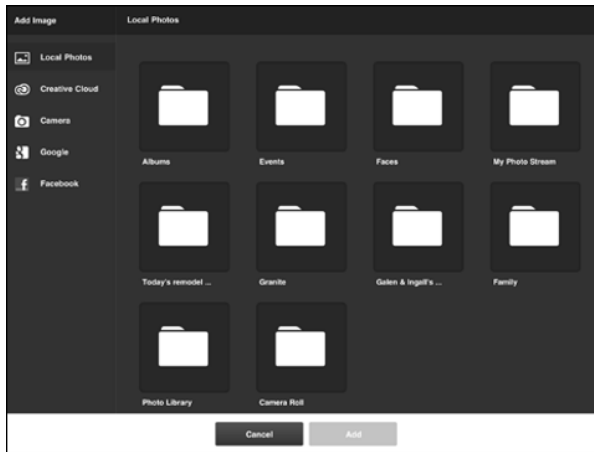 Add Image
Local Photos
Local Photos
Creative Cloud
Camera
Google
Facebook
Albums
Events
Faces
My Photo Stream
Today's remodel ...
Granite
Galen & Ingall's ...
Family
Photo Library
Camera Roll
Cancel
Add